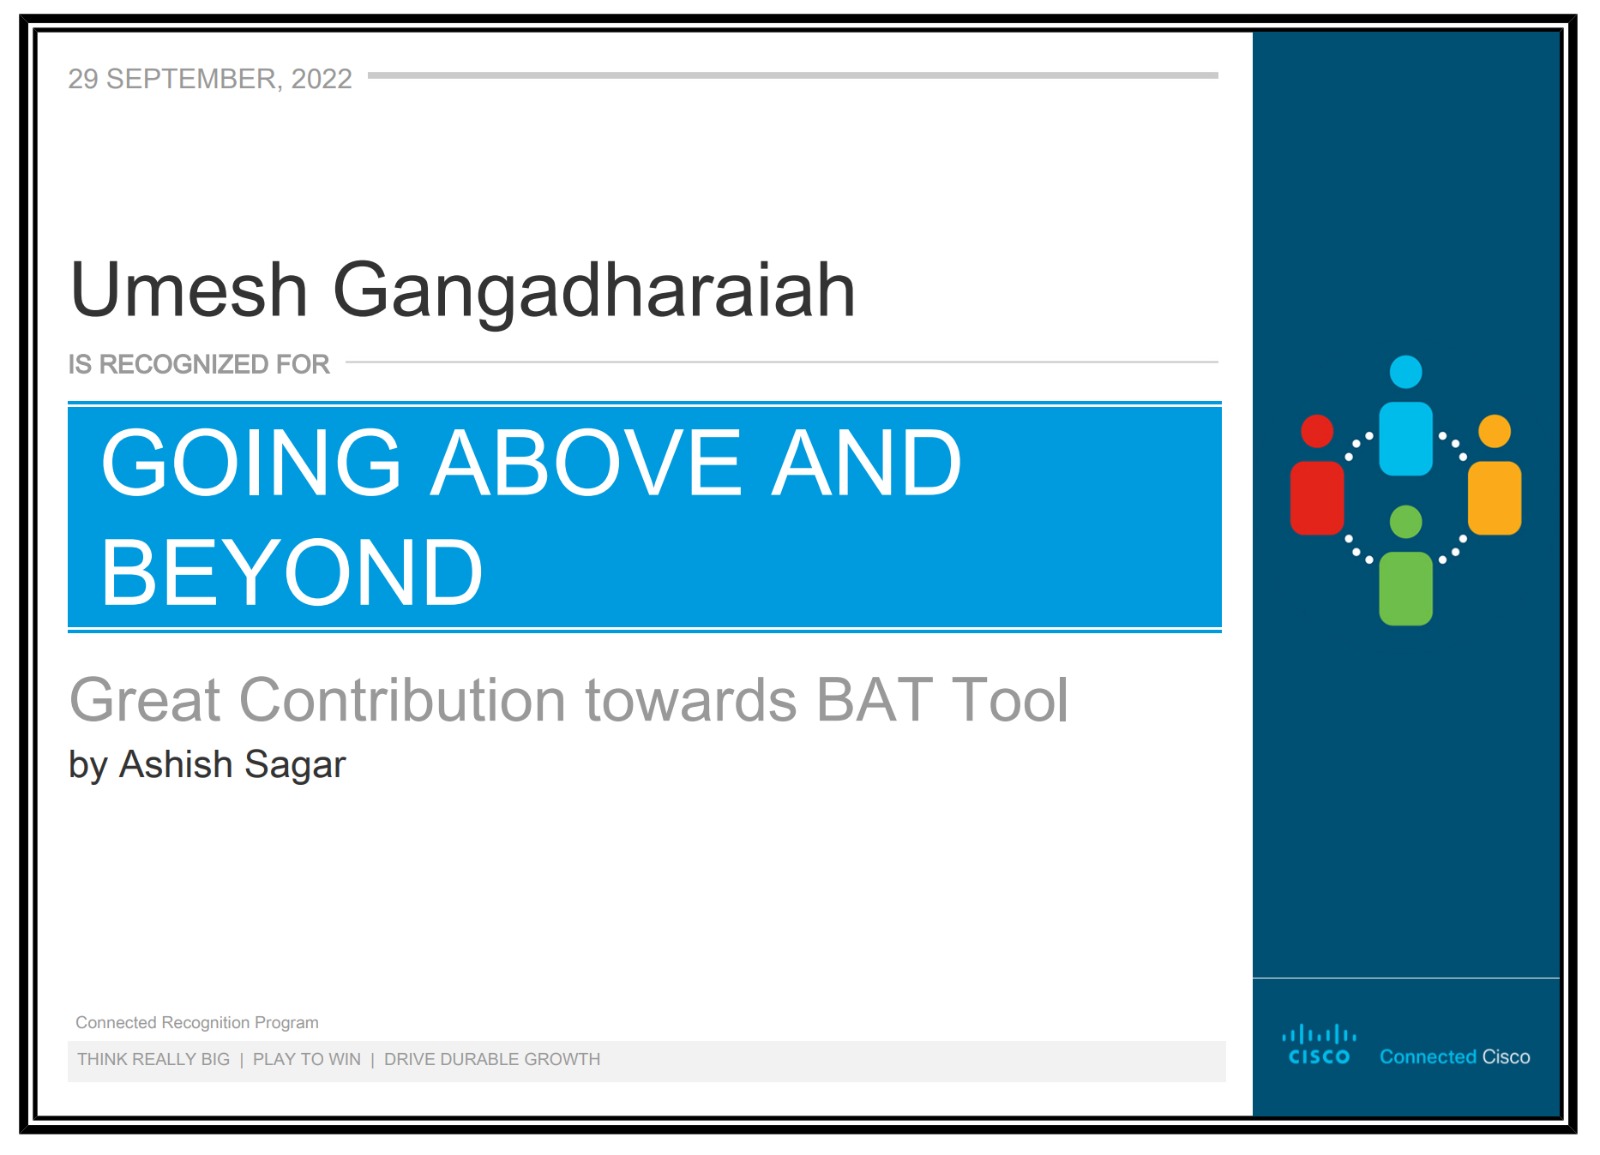 29 SEPTEMBER, 2022
Umesh Gangadharaiah
IS RECOGNIZED FOR
GOING ABOVE AND
BEYOND
Great Contribution towards BAT Tool
by Ashish Sagar
Connected Recognition Program
THINK REALLY BIG | PLAY TO WIN | DRIVE DURABLE GROWTH
CISCO Connected Cisco